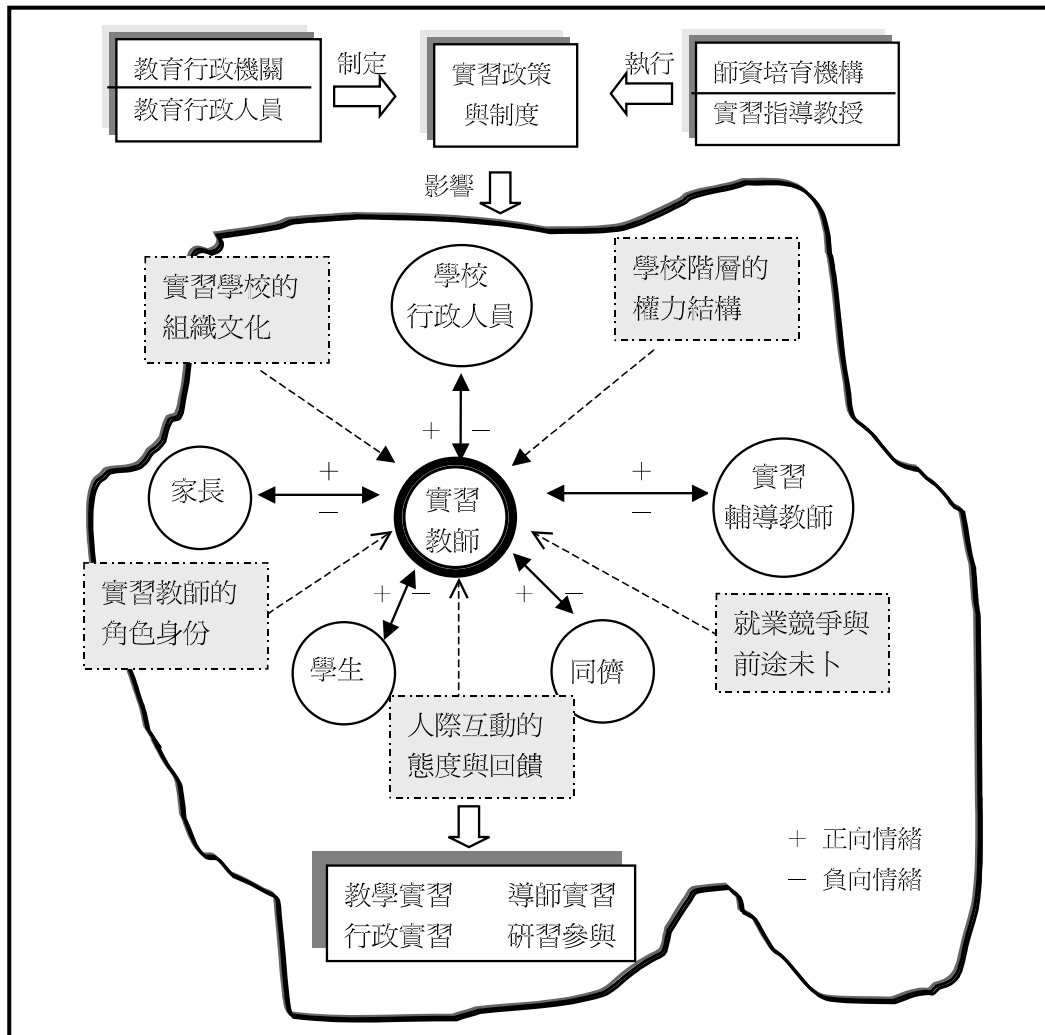 教育行政機關
教育行政人員
制定
實習政策
與制度
執行
師資培育機構
實習指導教授
影響
實習學校的
組織文化
學校
行政人員
學校階層的
權力結構
+ −
家長
+
−
實習
教師
+
−
實習
輔導教師
實習教師的
角色身份
+ −
學生
+ −
同儕
就業競爭與
前途未卜
人際互動的
態度與回饋
+ 正向情緒
− 負向情緒
教學實習 導師實習
行政實習 研習參與